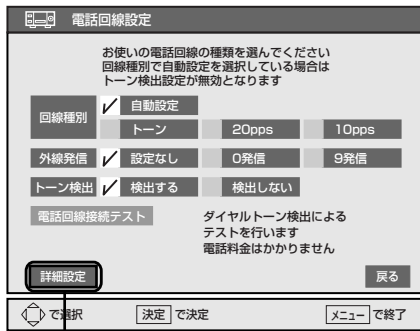 電話回線設定
お使いの電話回線の種類を選んでください
回線種別で自動設定を選択している場合は
トーン検出設定が無効となります
回線種別 自動設定
トーン 20pps 10pps
外線発信 設定なし 0発信 9発信
トーン検出 検出する 検出しない
電話回線接続テスト ダイヤルトーン検出による
テストを行います
電話料金はかかりません
詳細設定 戻る
で選択 決定 で決定 メニュー で終了